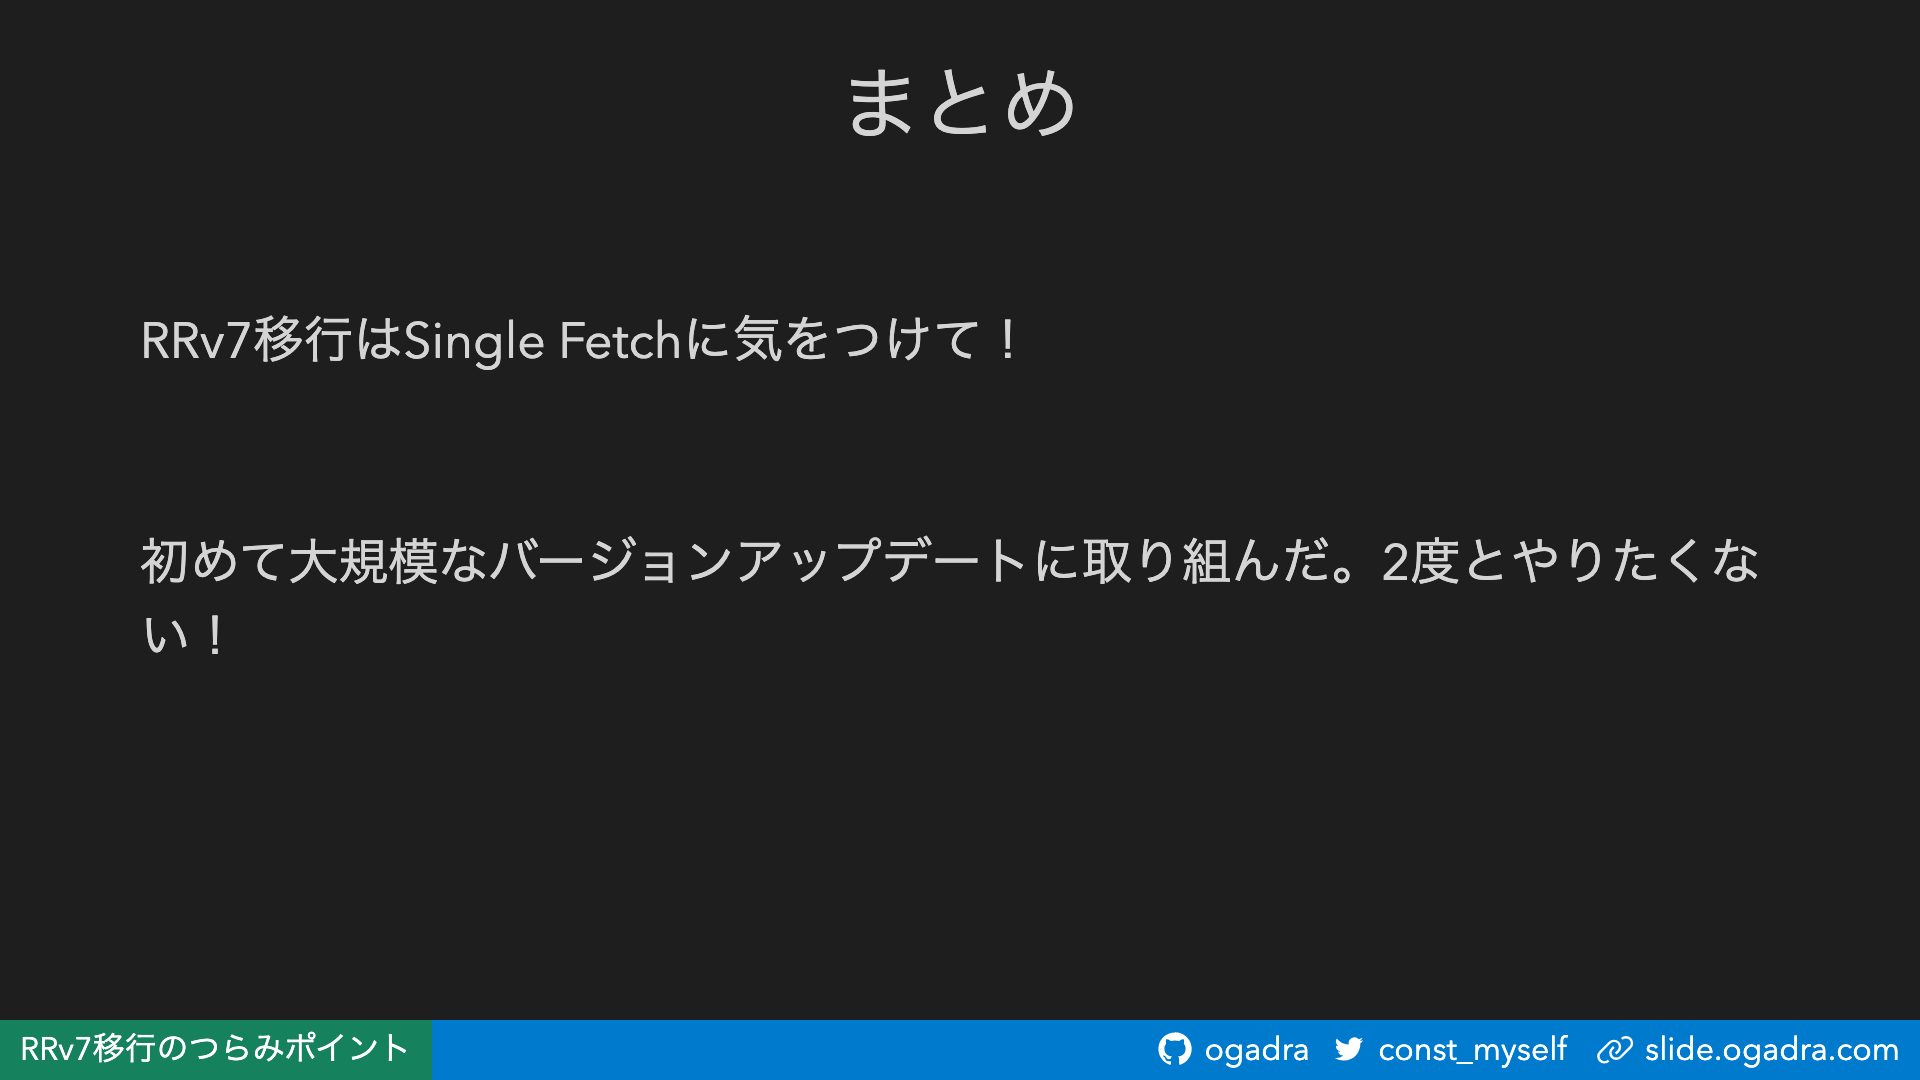 まとめ
RRv7移行はSingle Fetchに気をつけて！
初めて大規模なバージョンアップデートに取り組んだ。2度とやりたくな
い！
RRv7移行のつらみポイント
ogadra const_myself slide.ogadra.com